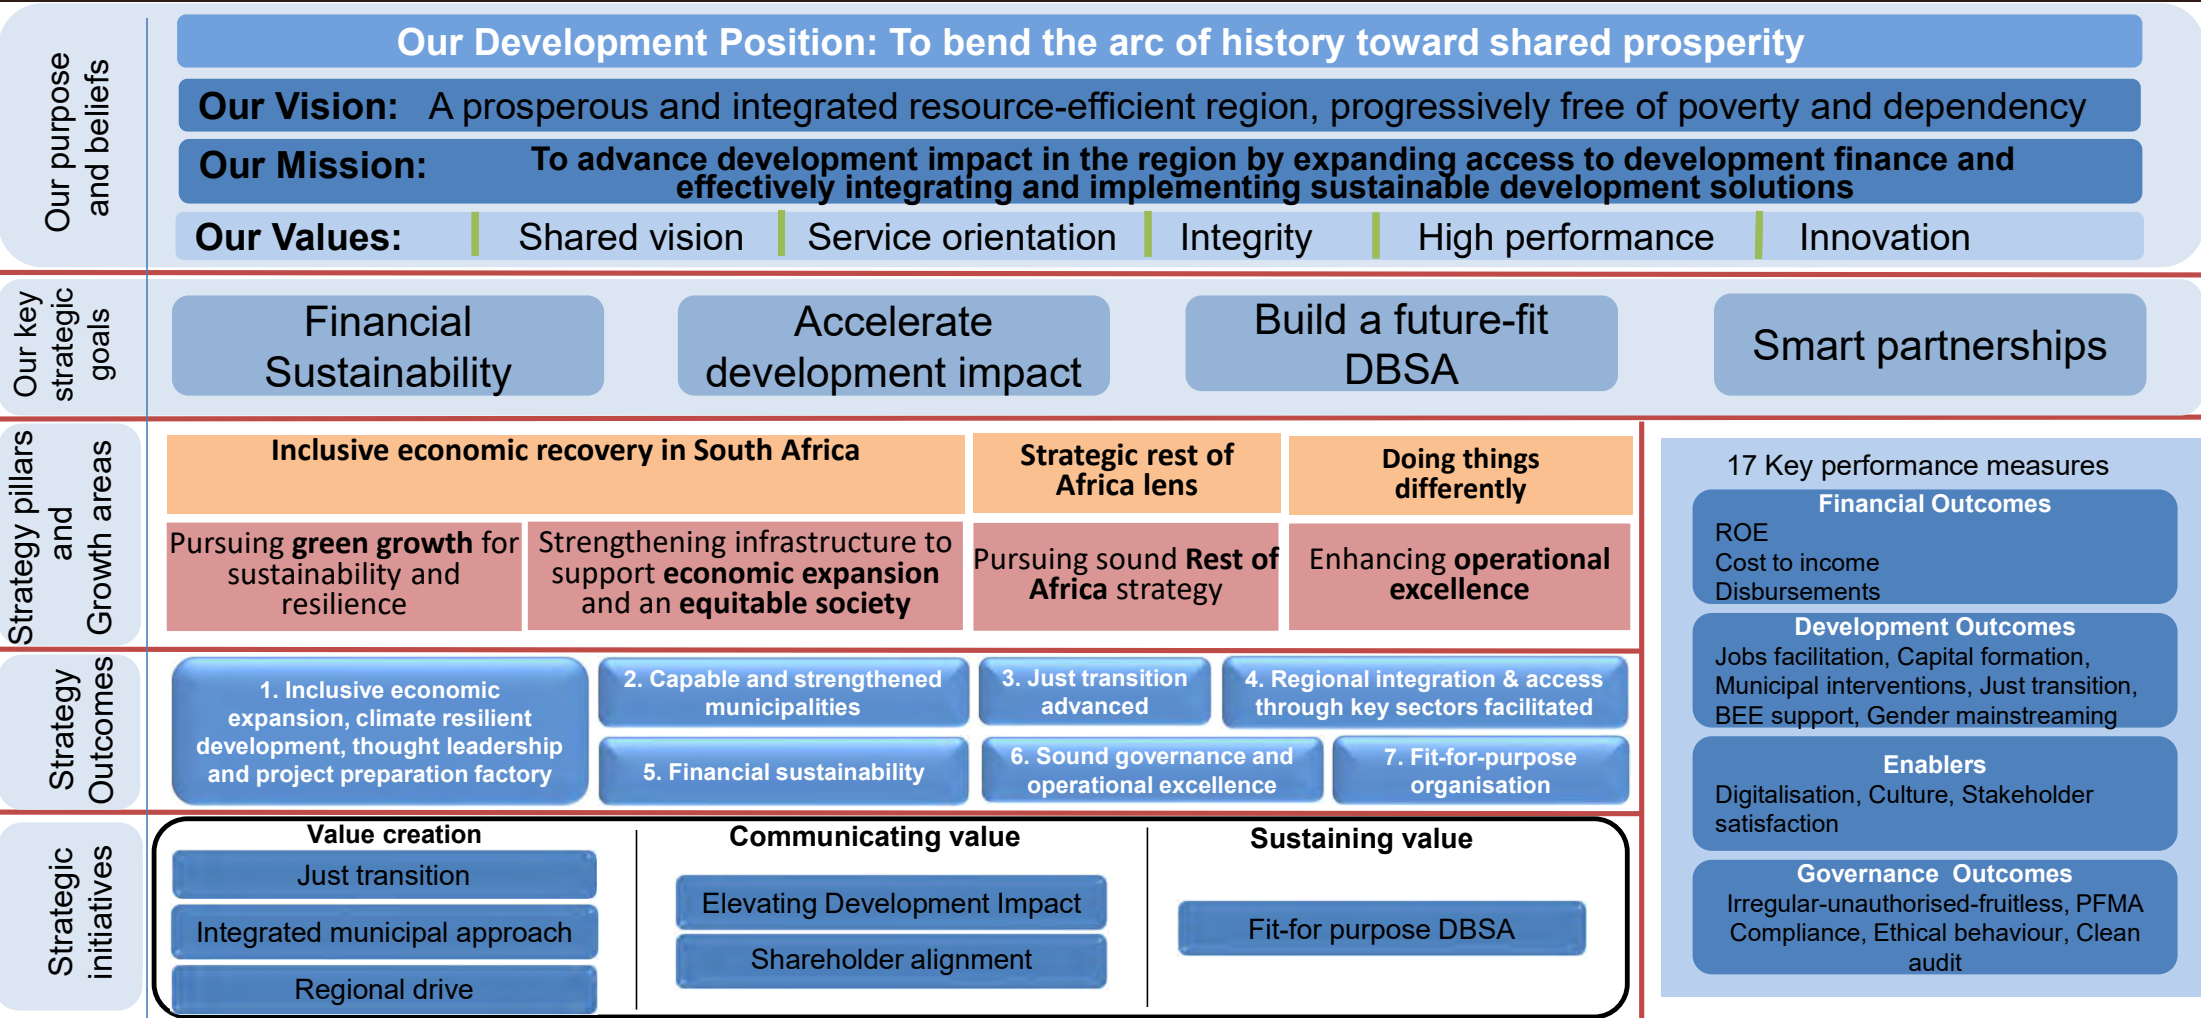 Our purpose
and beliefs
Our Development Position: To bend the arc of history toward shared prosperity
Our Vision: A prosperous and integrated resource-efficient region, progressively free of poverty and dependency
Our Mission: To advance development impact in the region by expanding access to development finance and
effectively integrating and implementing sustainable development solutions
Our Values: Shared vision Service orientation Integrity High performance Innovation
Our key
strategic
goals
Financial
Sustainability
Accelerate
development impact
Build a future-fit
DBSA
Smart partnerships
Strategy pillars
and
Growth areas
Inclusive economic recovery in South Africa
Strategic rest of
Africa lens
Doing things
differently
Pursuing green growth for
sustainability and
resilience
Strengthening infrastructure to
support economic expansion
and an equitable society
Pursuing sound Rest of
Africa strategy
Enhancing operational
excellence
Strategy
Outcomes
1. Inclusive economic
expansion, climate resilient
development, thought leadership
and project preparation factory
2. Capable and strengthened
municipalities
3. Just transition
advanced
4. Regional integration & access
through key sectors facilitated
5. Financial sustainability
6. Sound governance and
operational excellence
7. Fit-for-purpose
organisation
Strategic
initiatives
Value creation
Just transition
Integrated municipal approach
Regional drive
Communicating value
Elevating Development Impact
Shareholder alignment
Sustaining value
Fit-for purpose DBSA
17 Key performance measures
Financial Outcomes
ROE
Cost to income
Disbursements
Development Outcomes
Jobs facilitation, Capital formation,
Municipal interventions, Just transition,
BEE support, Gender mainstreaming
Enablers
Digitalisation, Culture, Stakeholder
satisfaction
Governance Outcomes
Irregular-unauthorised-fruitless, PFMA
Compliance, Ethical behaviour, Clean
audit